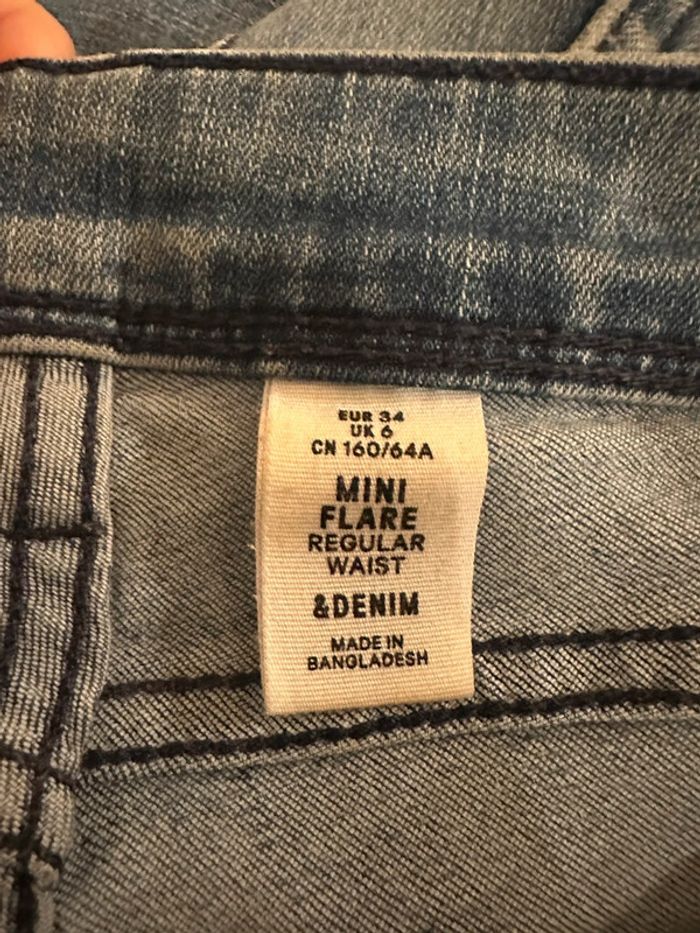 EUR 34
UK 6
CN 160/64A
MINI
FLARE
REGULAR
WAIST
&DENIM
MADE IN
BANGLADESH